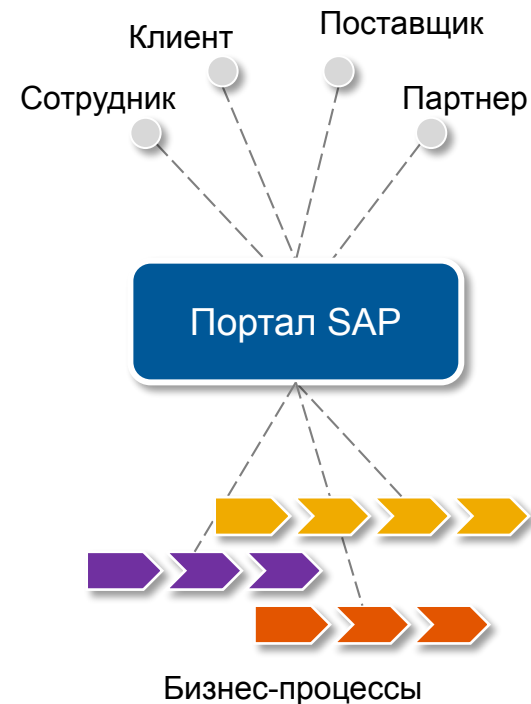 Клиент
Поставщик
Сотрудник
Партнер
Портал SAP
Бизнес-процессы